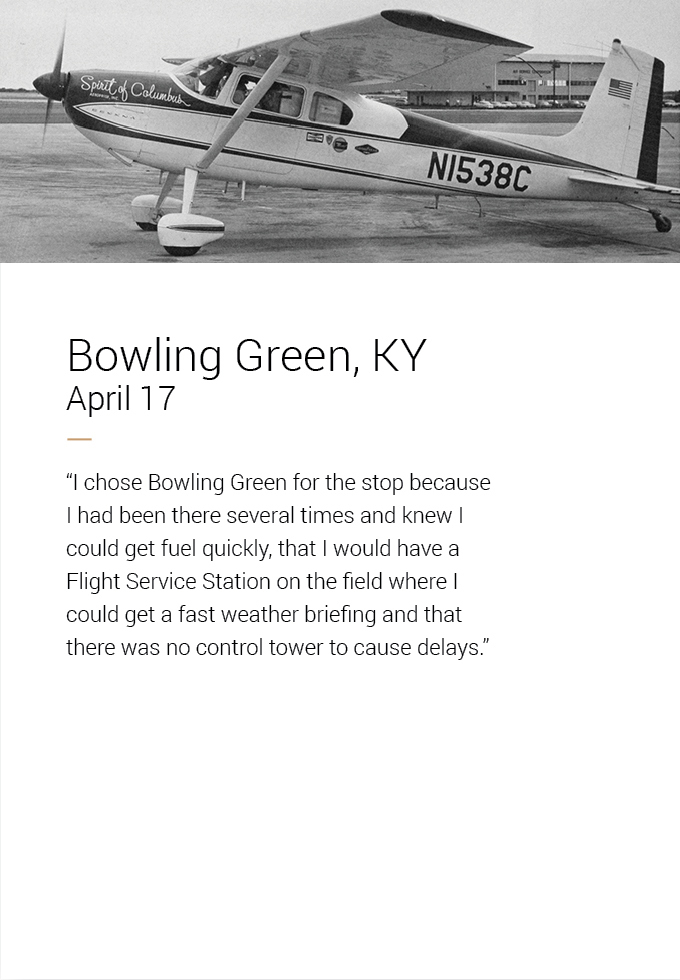 Spirit of Columbus
N1538C
Bowling Green, KY
April 17
“I chose Bowling Green for the stop because
I had been there several times and knew I
could get fuel quickly, that I would have a
Flight Service Station on the field where I
could get a fast weather briefing and that
there was no control tower to cause delays.”